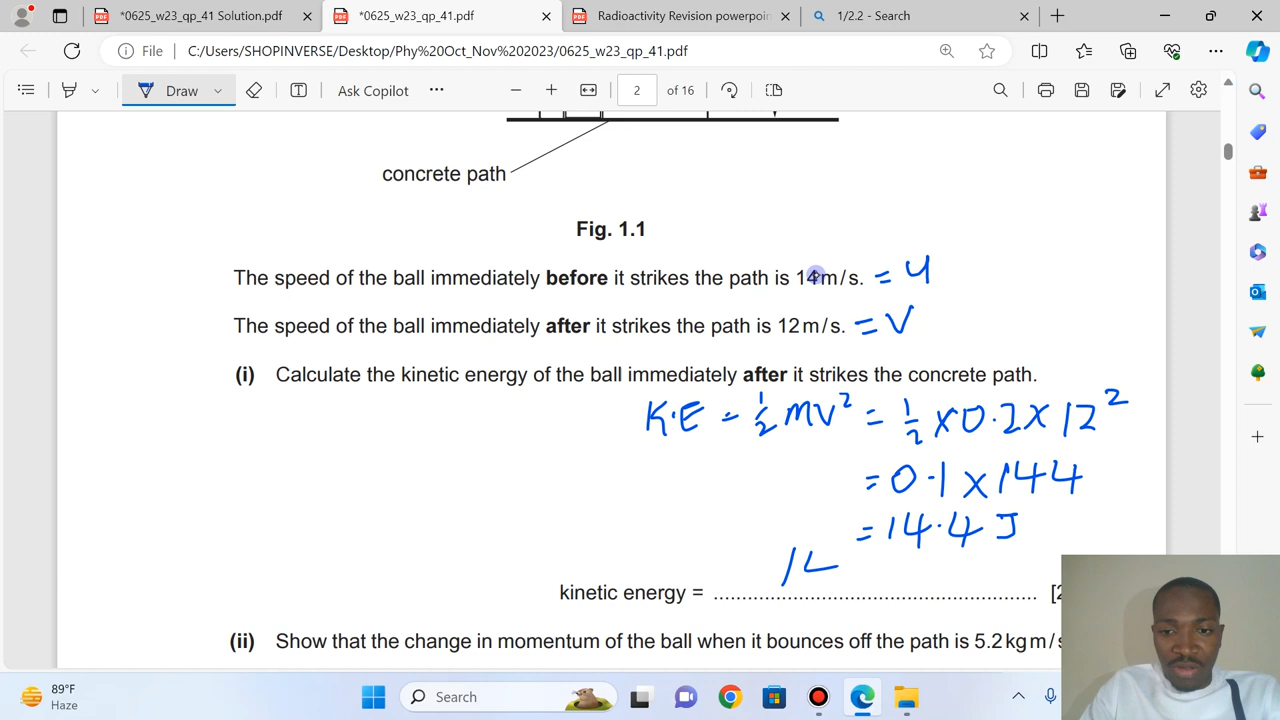 *0625_w23_qp_41 Solution.pdf
*0625_w23_qp_41.pdf
Radioactivity Revision powerpoin
1/2.2 - Search
File
C:/Users/SHOPINVERSE/Desktop/Phy%20Oct_Nov%202023/0625_w23_qp_41.pdf
Draw
Ask Copilot
2 of 16
concrete path
Fig. 1.1
The speed of the ball immediately before it strikes the path is 14 m/s. = u
The speed of the ball immediately after it strikes the path is 12 m/s. = V
(i) Calculate the kinetic energy of the ball immediately after it strikes the concrete path.
K.E = 1/2 mv² = 1/2 × 0.2 × 12²
= 0.1 × 144
= 14.4 J
kinetic energy = ........................................................ [2
(ii) Show that the change in momentum of the ball when it bounces off the path is 5.2 kg m/s
89°F
Haze
Search